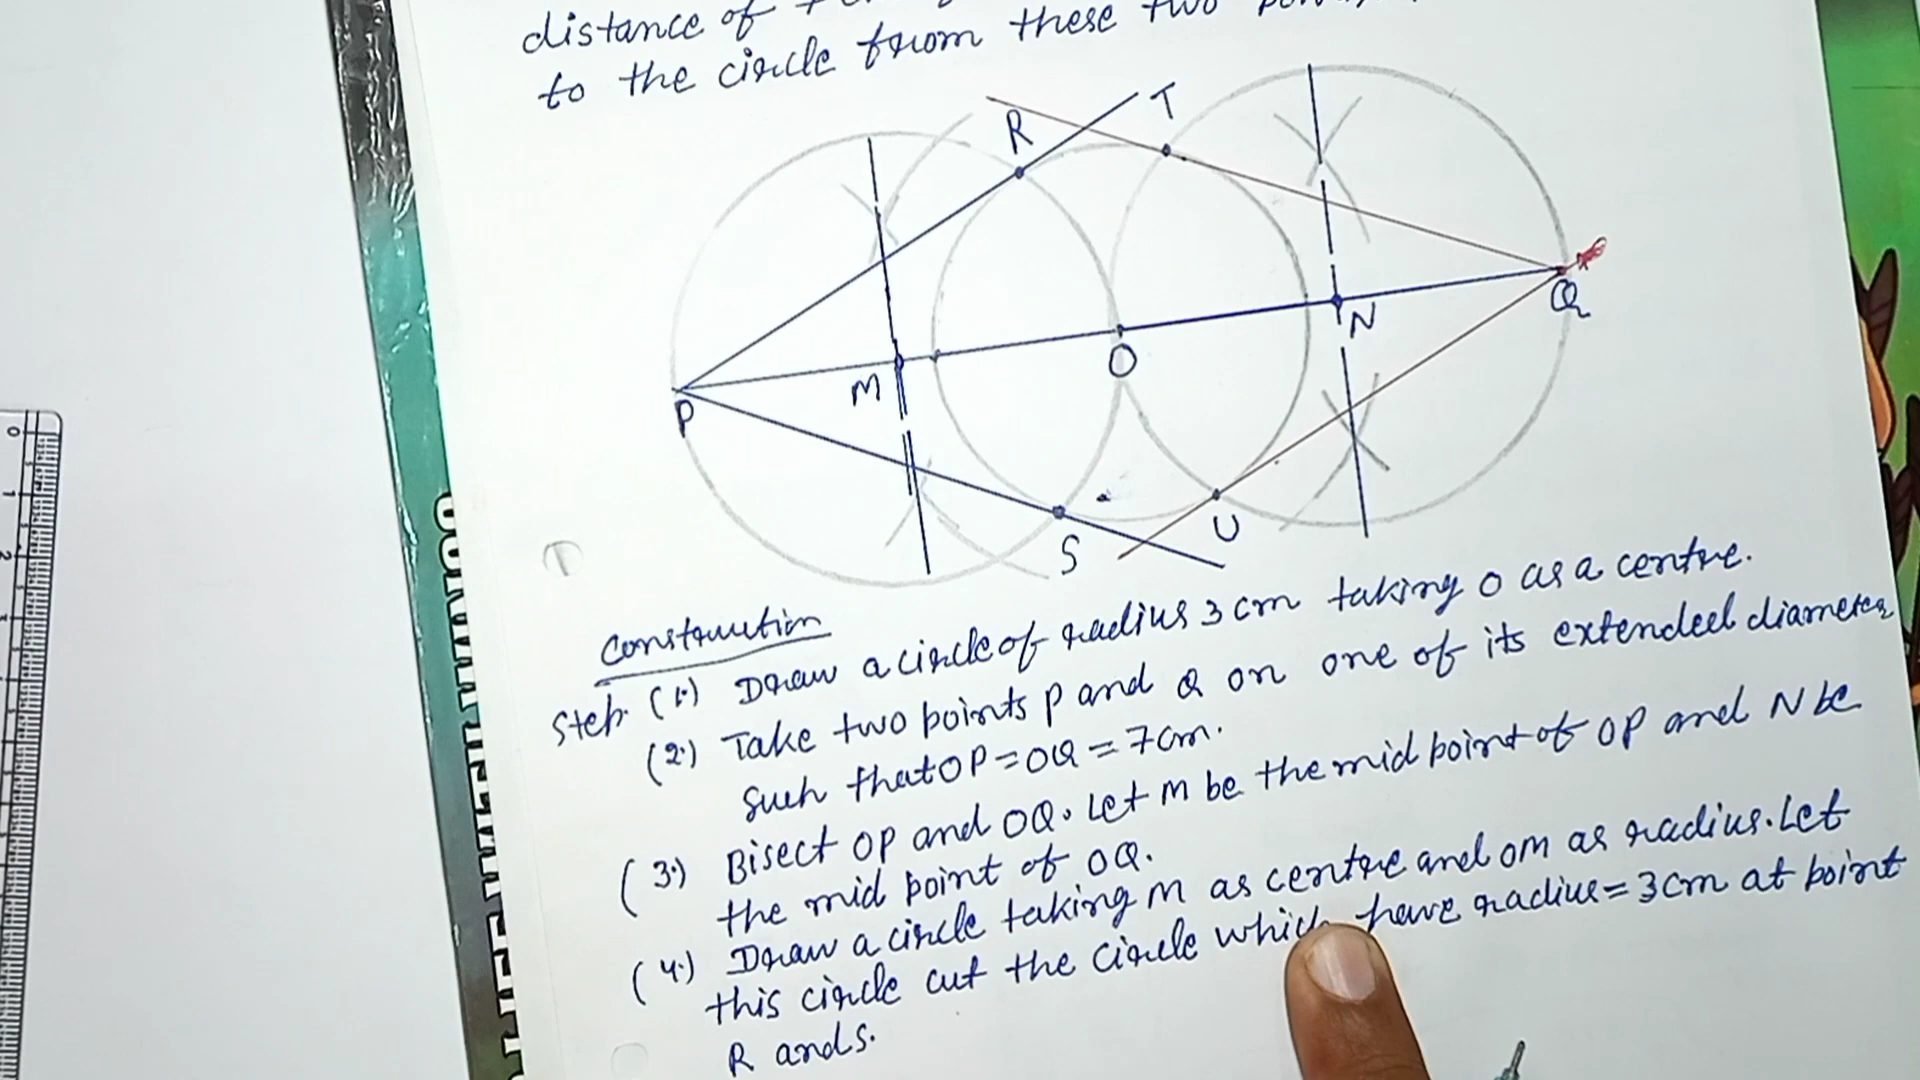 distance of
to the circle from these two
R
T
M
P
O
N
Q
S
U
Construction
Step. (1.) Draw a circle of radius 3 cm taking O as a centre.
(2.) Take two points P and Q on one of its extended diameter
such that OP = OQ = 7cm.
(3.) Bisect OP and OQ. Let M be the mid point of OP and N be
the mid point of OQ.
(4.) Draw a circle taking M as centre and OM as radius. Let
this circle cut the circle which have radius = 3cm at point
R and S.
0
1
2